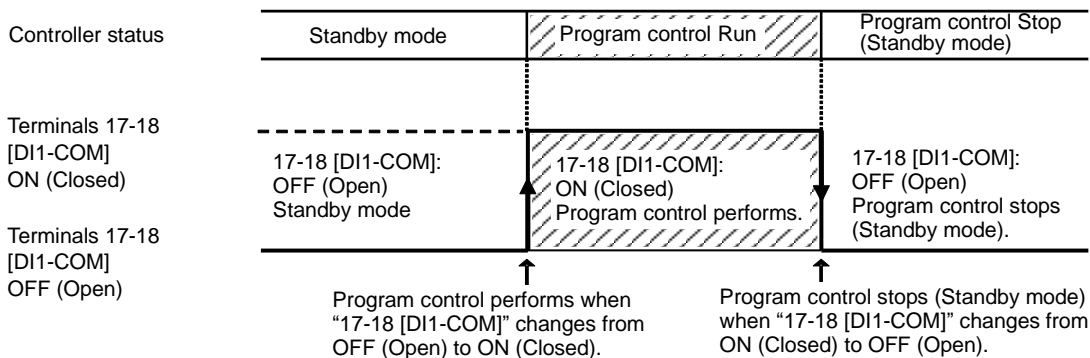 Controller status
Standby mode
Program control Run
Program control Stop
(Standby mode)
Terminals 17-18
[DI1-COM]
ON (Closed)
Terminals 17-18
[DI1-COM]
OFF (Open)
17-18 [DI1-COM]:
OFF (Open)
Standby mode
17-18 [DI1-COM]:
ON (Closed)
Program control performs.
17-18 [DI1-COM]:
OFF (Open)
Program control stops
(Standby mode).
Program control performs when
“17-18 [DI1-COM]” changes from
OFF (Open) to ON (Closed).
Program control stops (Standby mode)
when “17-18 [DI1-COM]” changes from
ON (Closed) to OFF (Open).